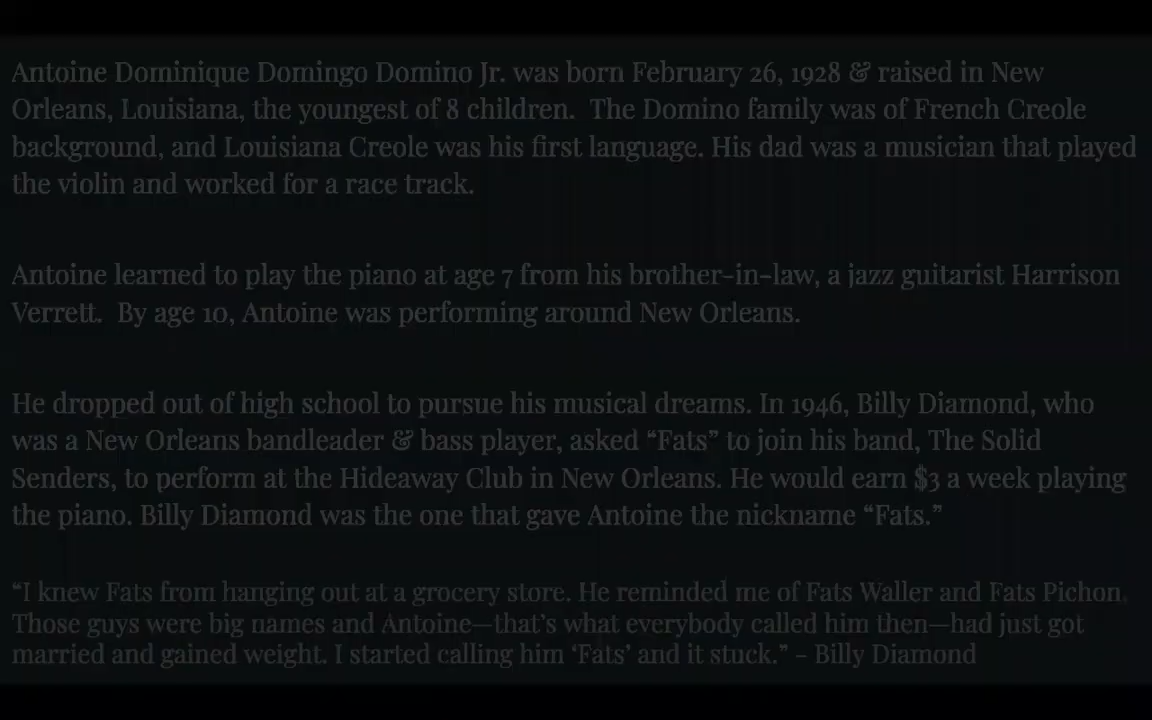 Antoine Dominique Domingo Domino Jr. was born February 26, 1928 & raised in New
Orleans, Louisiana, the youngest of 8 children.  The Domino family was of French Creole
background, and Louisiana Creole was his first language. His dad was a musician that played
the violin and worked for a race track.
Antoine learned to play the piano at age 7 from his brother-in-law, a jazz guitarist Harrison
Verrett.  By age 10, Antoine was performing around New Orleans.
He dropped out of high school to pursue his musical dreams. In 1946, Billy Diamond, who
was a New Orleans bandleader & bass player, asked “Fats” to join his band, The Solid
Senders, to perform at the Hideaway Club in New Orleans. He would earn $3 a week playing
the piano. Billy Diamond was the one that gave Antoine the nickname “Fats.”
“I knew Fats from hanging out at a grocery store. He reminded me of Fats Waller and Fats Pichon.
Those guys were big names and Antoine—that’s what everybody called him then—had just got
married and gained weight. I started calling him ‘Fats’ and it stuck.” - Billy Diamond